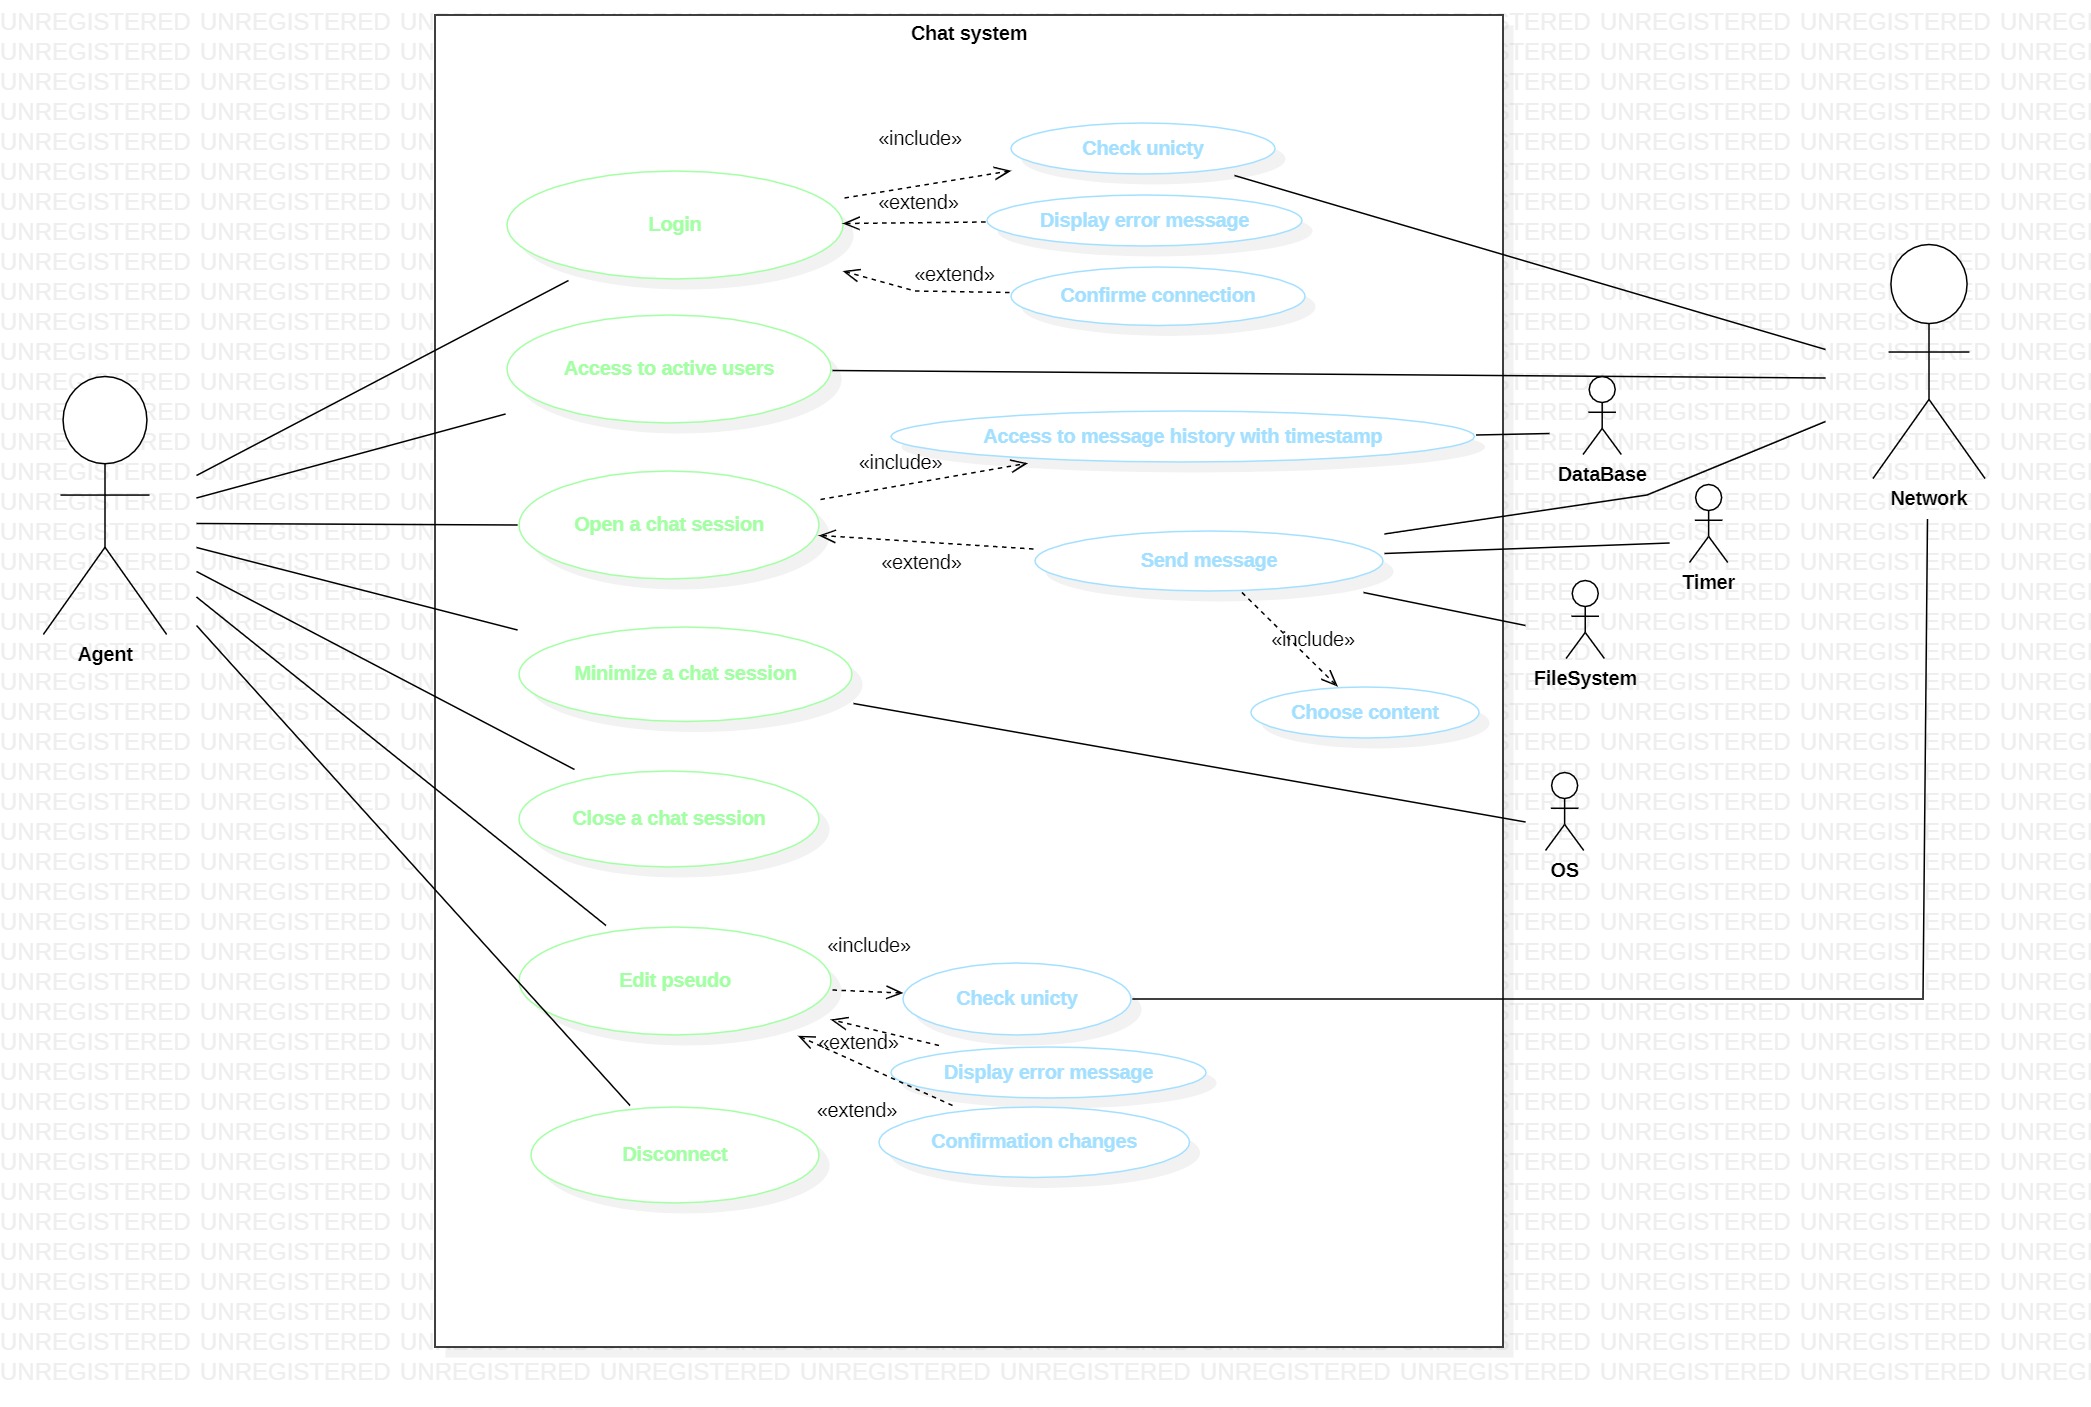 Chat system
«include»
Check unicty
«extend»
Login
Display error message
«extend»
Confirme connection
Access to active users
Access to message history with timestamp
«include»
DataBase
Network
Open a chat session
«extend»
Send message
Timer
«include»
Agent
Minimize a chat session
FileSystem
Choose content
Close a chat session
OS
«include»
Edit pseudo
Check unicty
«extend»
Display error message
«extend»
Confirmation changes
Disconnect
UNREGISTERED UNREGISTERED UNREGISTERED UNREGISTERED UNREGISTERED UNREGISTERED UNREGISTERED UNREGISTERED UNREGISTERED UNREGISTERED UNREGI